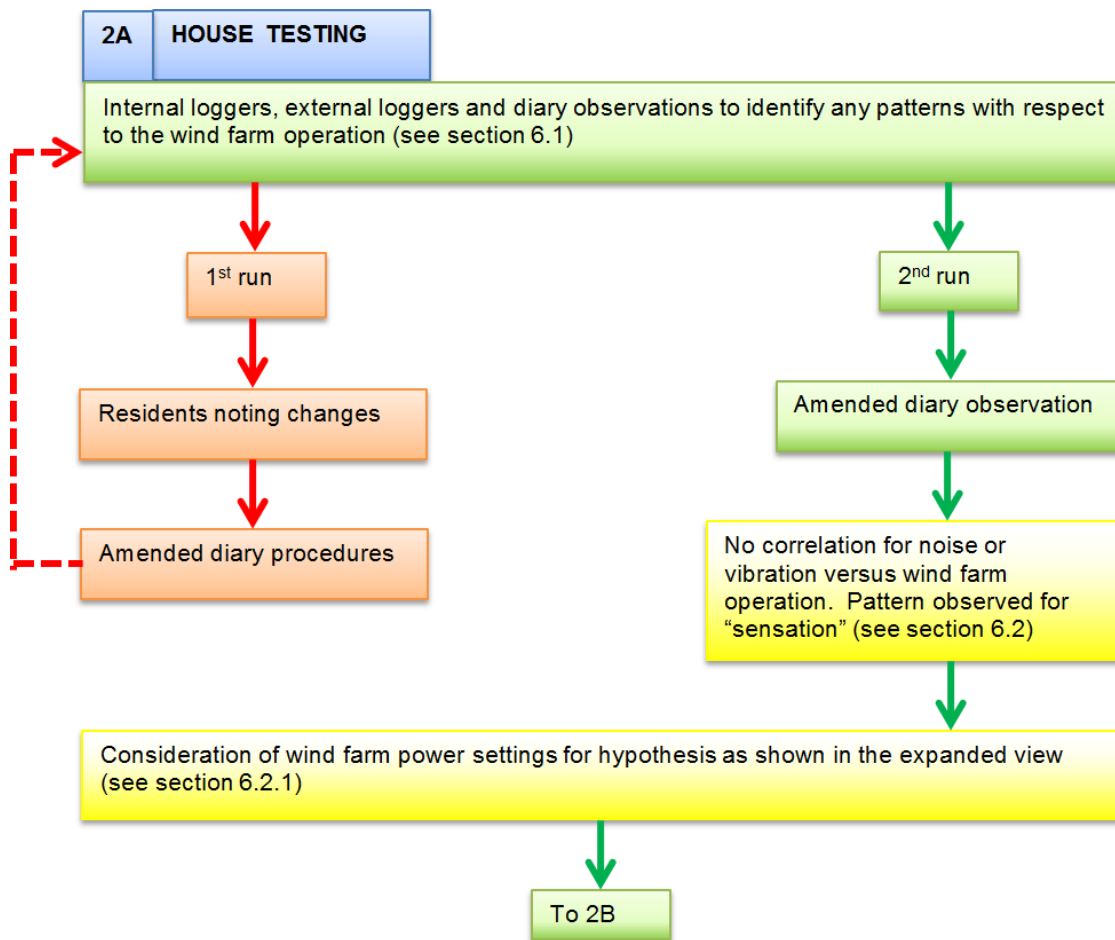 2A HOUSE TESTING
Internal loggers, external loggers and diary observations to identify any patterns with respect
to the wind farm operation (see section 6.1)
1st run
2nd run
Residents noting changes
Amended diary observation
Amended diary procedures
No correlation for noise or
vibration versus wind farm
operation. Pattern observed for
“sensation” (see section 6.2)
Consideration of wind farm power settings for hypothesis as shown in the expanded view
(see section 6.2.1)
To 2B